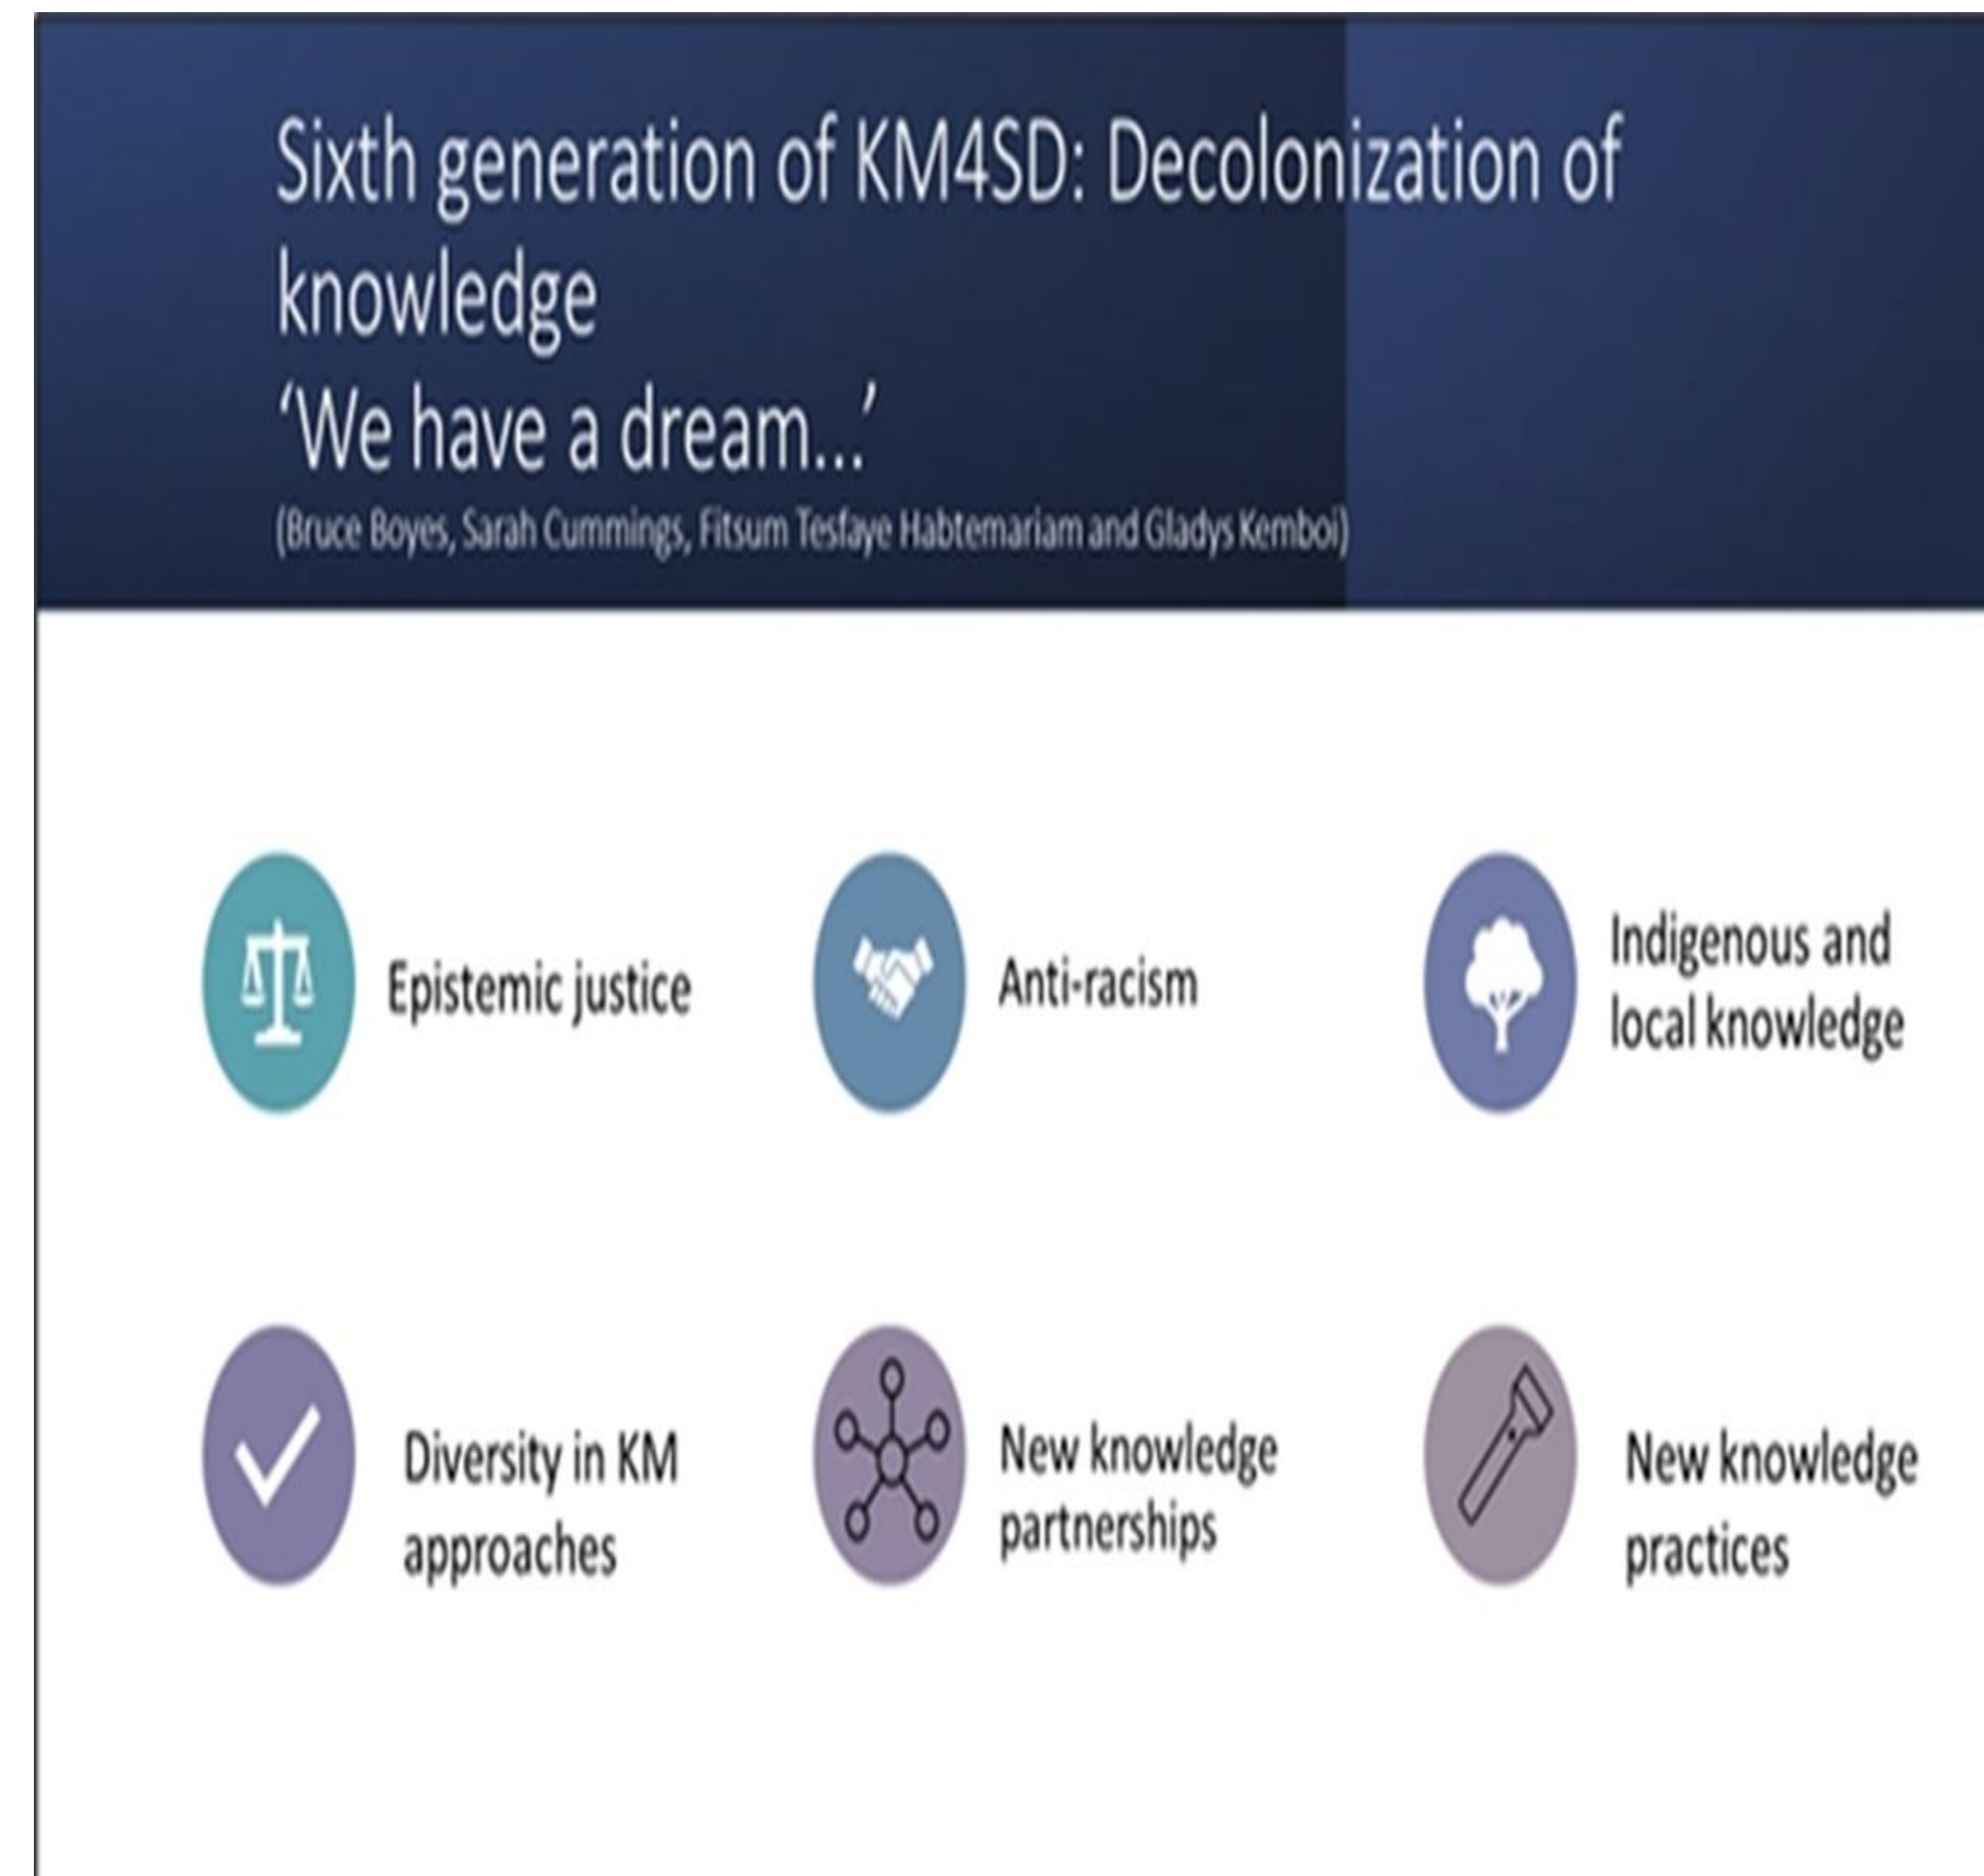 Sixth generation of KM4SD: Decolonization of
knowledge
‘We have a dream...’
(Bruce Boyes, Sarah Cummings, Fitsum Tesfaye Habtemariam and Gladys Kemboi)
Epistemic justice
Anti-racism
Indigenous and
local knowledge
Diversity in KM
approaches
New knowledge
partnerships
New knowledge
practices